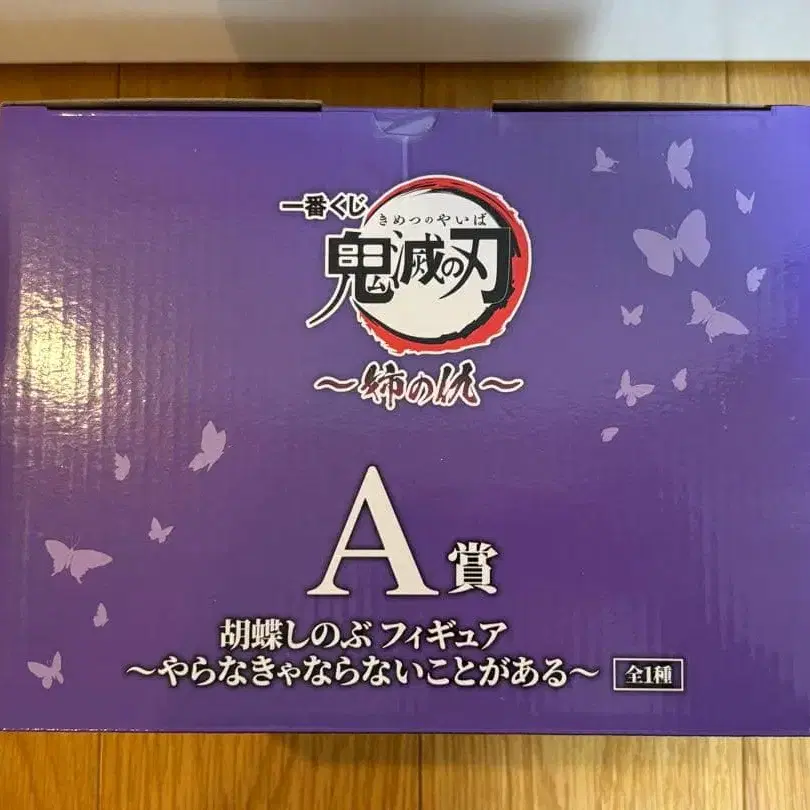 一番くじ
きめつのやいば
鬼滅の刃
～姉の仇～
A賞
胡蝶しのぶ フィギュア
～やらなきゃならないことがある～ 全1種